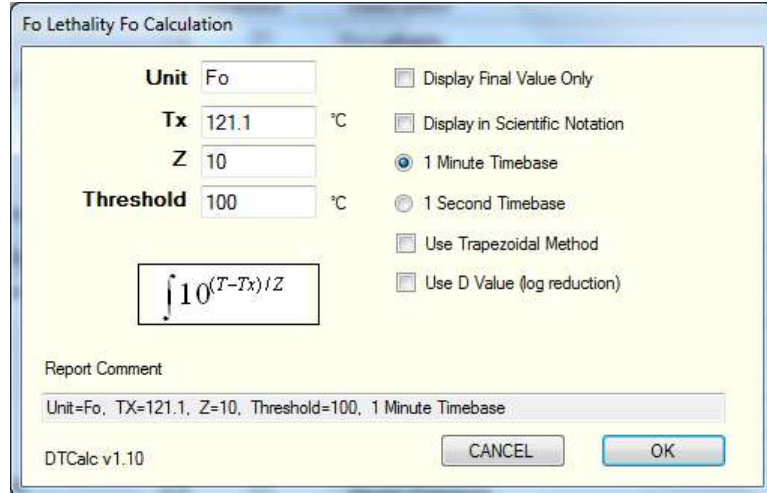 Fo Lethality Fo Calculation
Unit Fo
Display Final Value Only
Tx 121.1 °C
Display in Scientific Notation
Z 10
1 Minute Timebase
Threshold 100 °C
1 Second Timebase
Use Trapezoidal Method
∫10^(T-Tx)/Z
Use D Value (log reduction)
Report Comment
Unit=Fo, TX=121.1, Z=10, Threshold=100, 1 Minute Timebase
DTCalc v1.10
CANCEL
OK